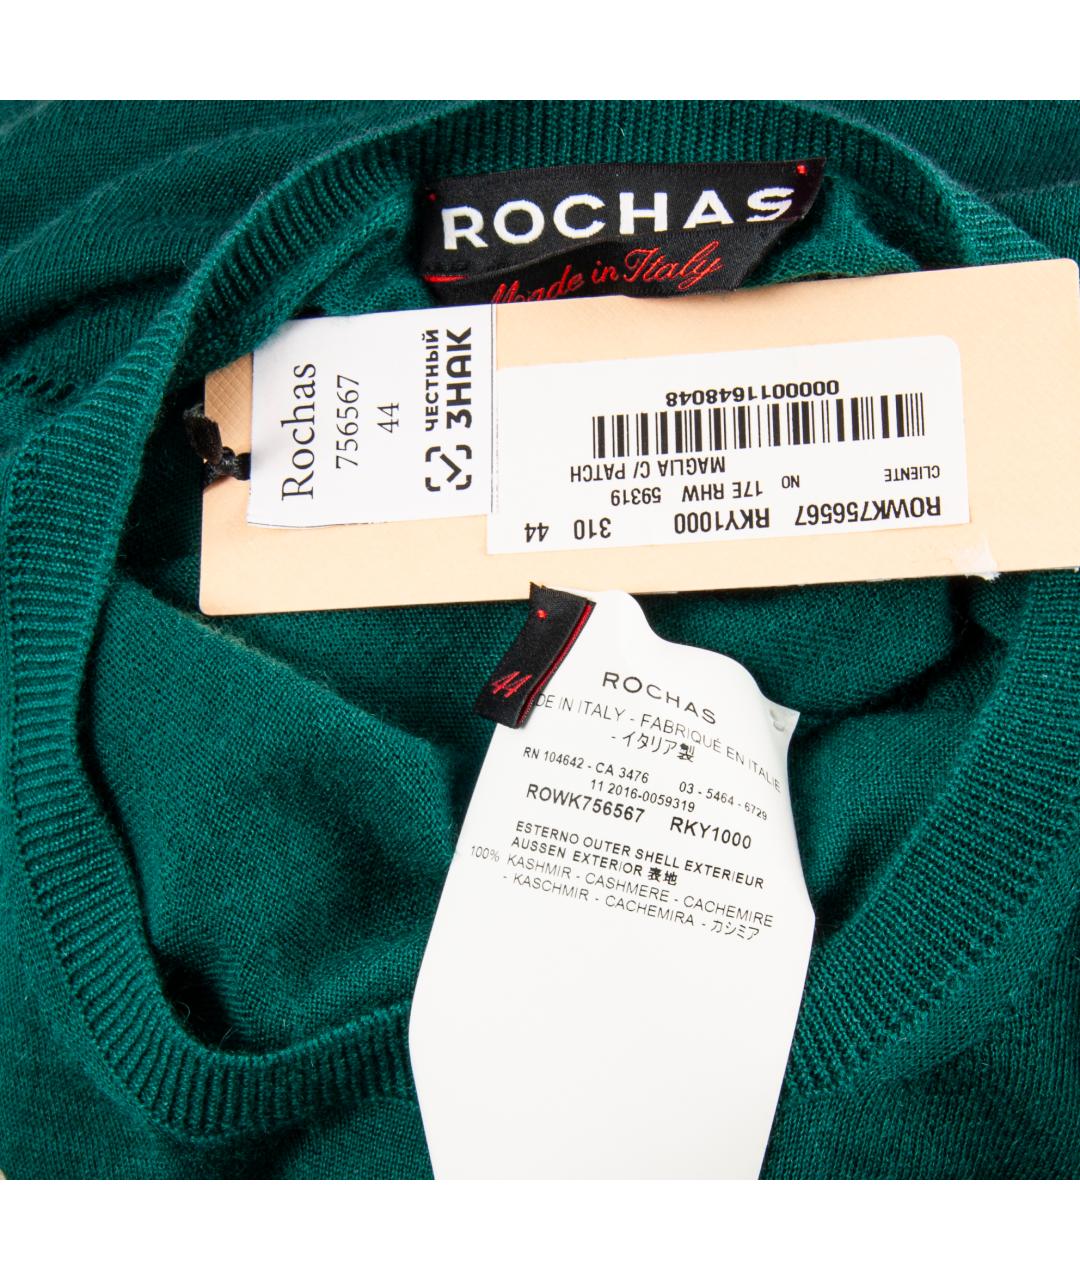 ROCHAS
Made in Italy
Rochas
756567
44
ЧЕСТНЫЙ
ЗНАК
ROWK756567 RKY1000 310 44
CLIENTE NO 17E RHW 59319
MAGLIA C/ PATCH
0000011648048
44
ROCHAS
DE IN ITALY - FABRIQUÉ EN ITALIE
- イタリア製
RN 104642 - CA 3476 03 - 5464 - 6729
11 2016-0059319
ROWK756567 RKY1000
ESTERNO OUTER SHELL EXTERIEUR
AUSSEN EXTERIOR 表地
100% KASHMIR - CASHMERE - CACHEMIRE
- KASCHMIR - CACHEMIRA - カシミア